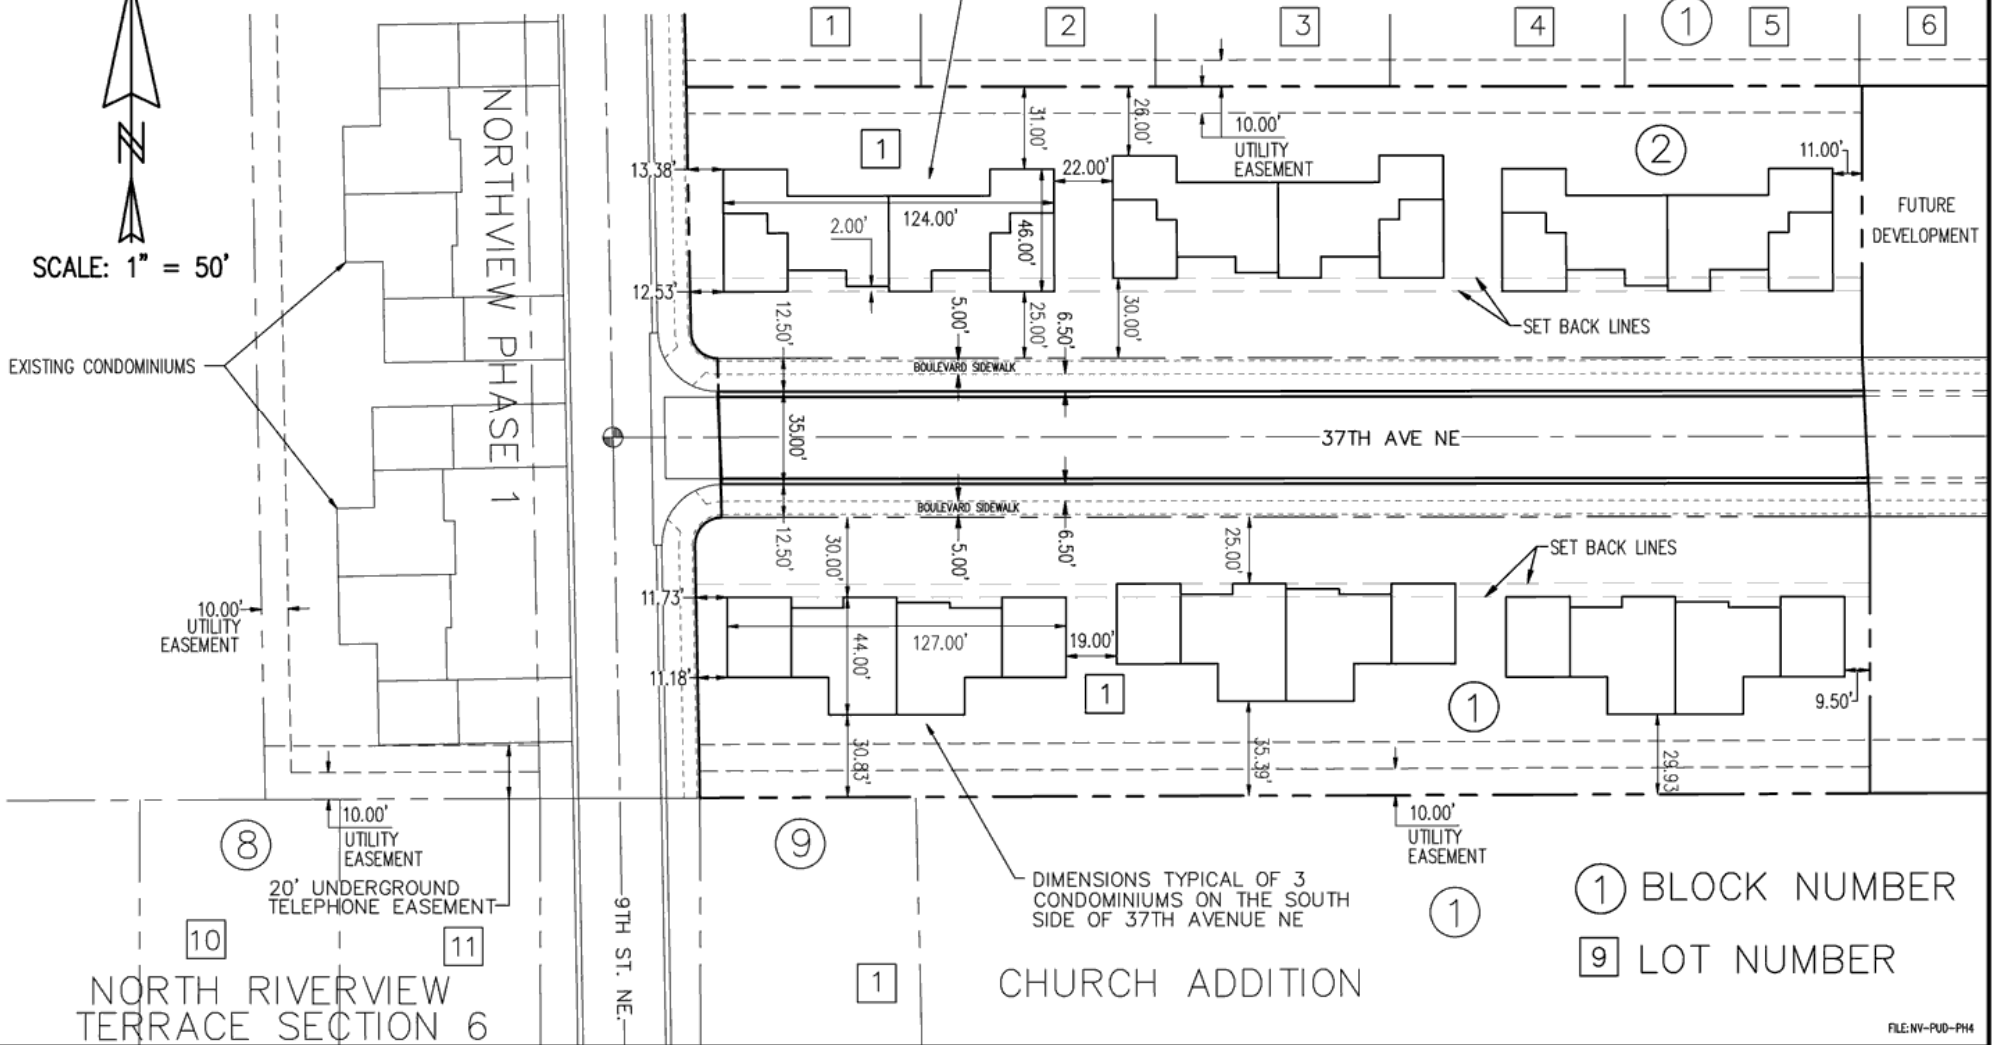 1
2
3
4
1
5
6
N
SCALE: 1" = 50'
NORTHVIEW PHASE 1
EXISTING CONDOMINIUMS
1
31.00'
26.00'
10.00'
UTILITY
EASEMENT
2
11.00'
13.38'
22.00'
124.00'
2.00'
46.00'
FUTURE
DEVELOPMENT
12.53'
12.50'
5.00'
25.00'
6.50'
30.00'
SET BACK LINES
BOULEVARD SIDEWALK
35.00'
37TH AVE NE
BOULEVARD SIDEWALK
12.50'
30.00'
5.00'
6.50'
25.00'
SET BACK LINES
11.73'
10.00'
UTILITY
EASEMENT
127.00'
44.00'
19.00'
11.18'
1
1
9.50'
30.83'
35.39'
29.93
10.00'
UTILITY
EASEMENT
8
9
10.00'
UTILITY
EASEMENT
20' UNDERGROUND
TELEPHONE EASEMENT
DIMENSIONS TYPICAL OF 3
CONDOMINIUMS ON THE SOUTH
SIDE OF 37TH AVENUE NE
1
1 BLOCK NUMBER
9 LOT NUMBER
10
11
9TH ST. NE.
1
CHURCH ADDITION
NORTH RIVERVIEW
TERRACE SECTION 6
FILE:NV-PUD-PH4